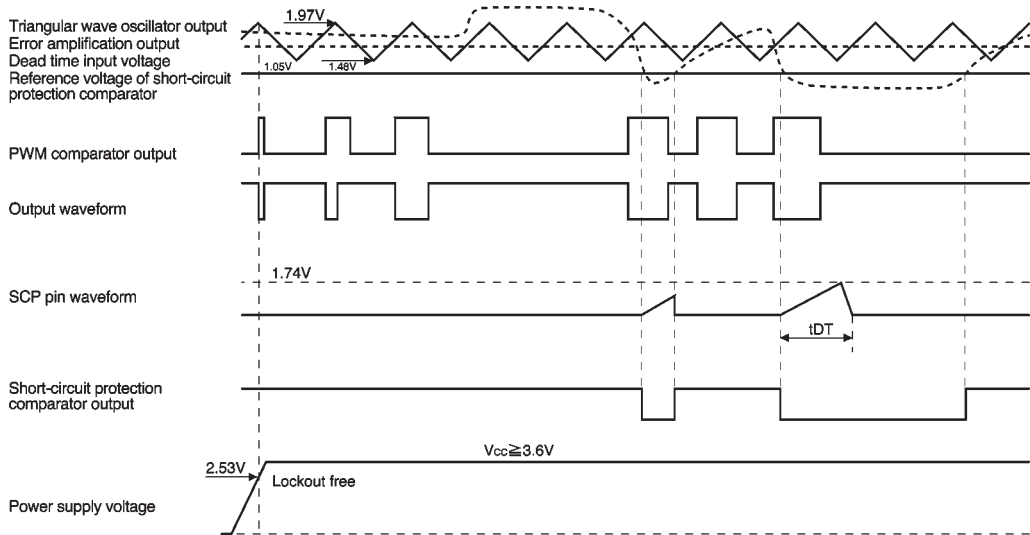 Triangular wave oscillator output
1.97V
Error amplification output
Dead time input voltage
1.05V
1.48V
Reference voltage of short-circuit
protection comparator
PWM comparator output
Output waveform
1.74V
SCP pin waveform
tDT
Short-circuit protection
comparator output
Vcc≧3.6V
2.53V
Lockout free
Power supply voltage